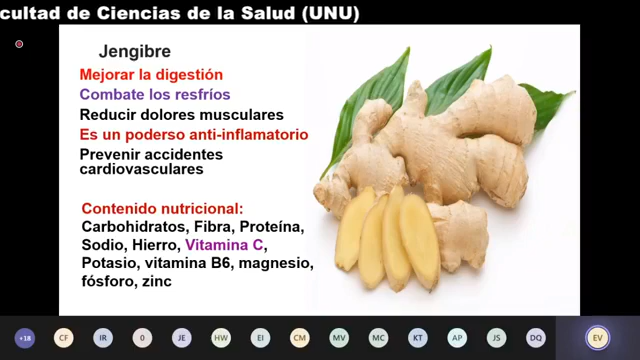 cultad de Ciencias de la Salud (UNU)
Jengibre
Mejorar la digestión
Combate los resfríos
Reducir dolores musculares
Es un poderso anti-inflamatorio
Prevenir accidentes
cardiovasculares
Contenido nutricional:
Carbohidratos, Fibra, Proteína,
Sodio, Hierro, Vitamina C,
Potasio, vitamina B6, magnesio,
fósforo, zinc
+18 CF IR 0 JE HW EI CM MV MC KT AP JS DQ EV